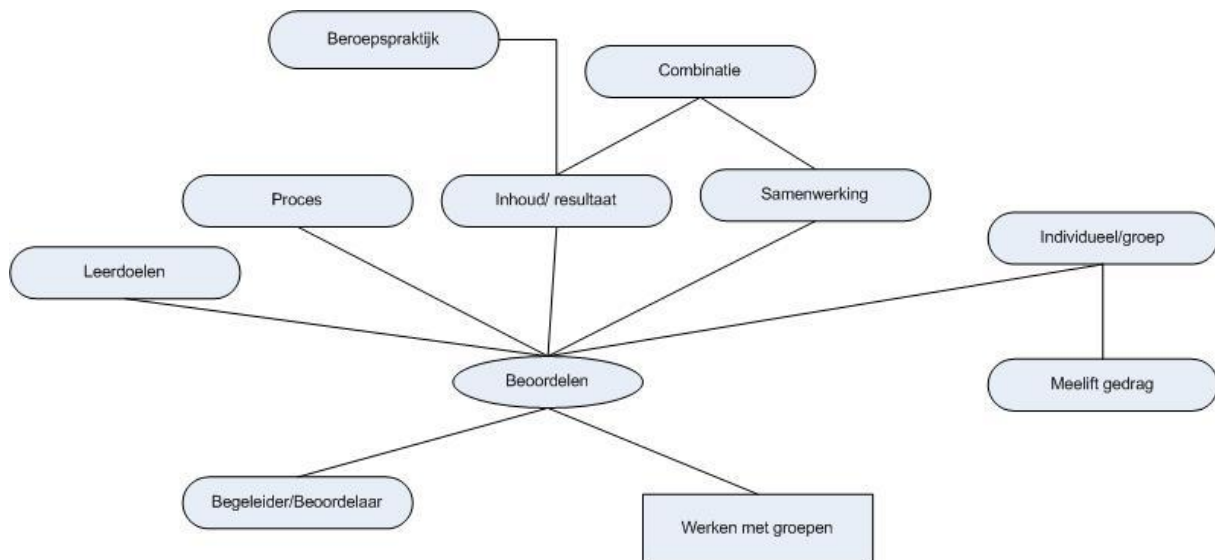 Beroepspraktijk
Combinatie
Proces
Inhoud/ resultaat
Samenwerking
Individueel/groep
Leerdoelen
Beoordelen
Meelift gedrag
Begeleider/Beoordelaar
Werken met groepen